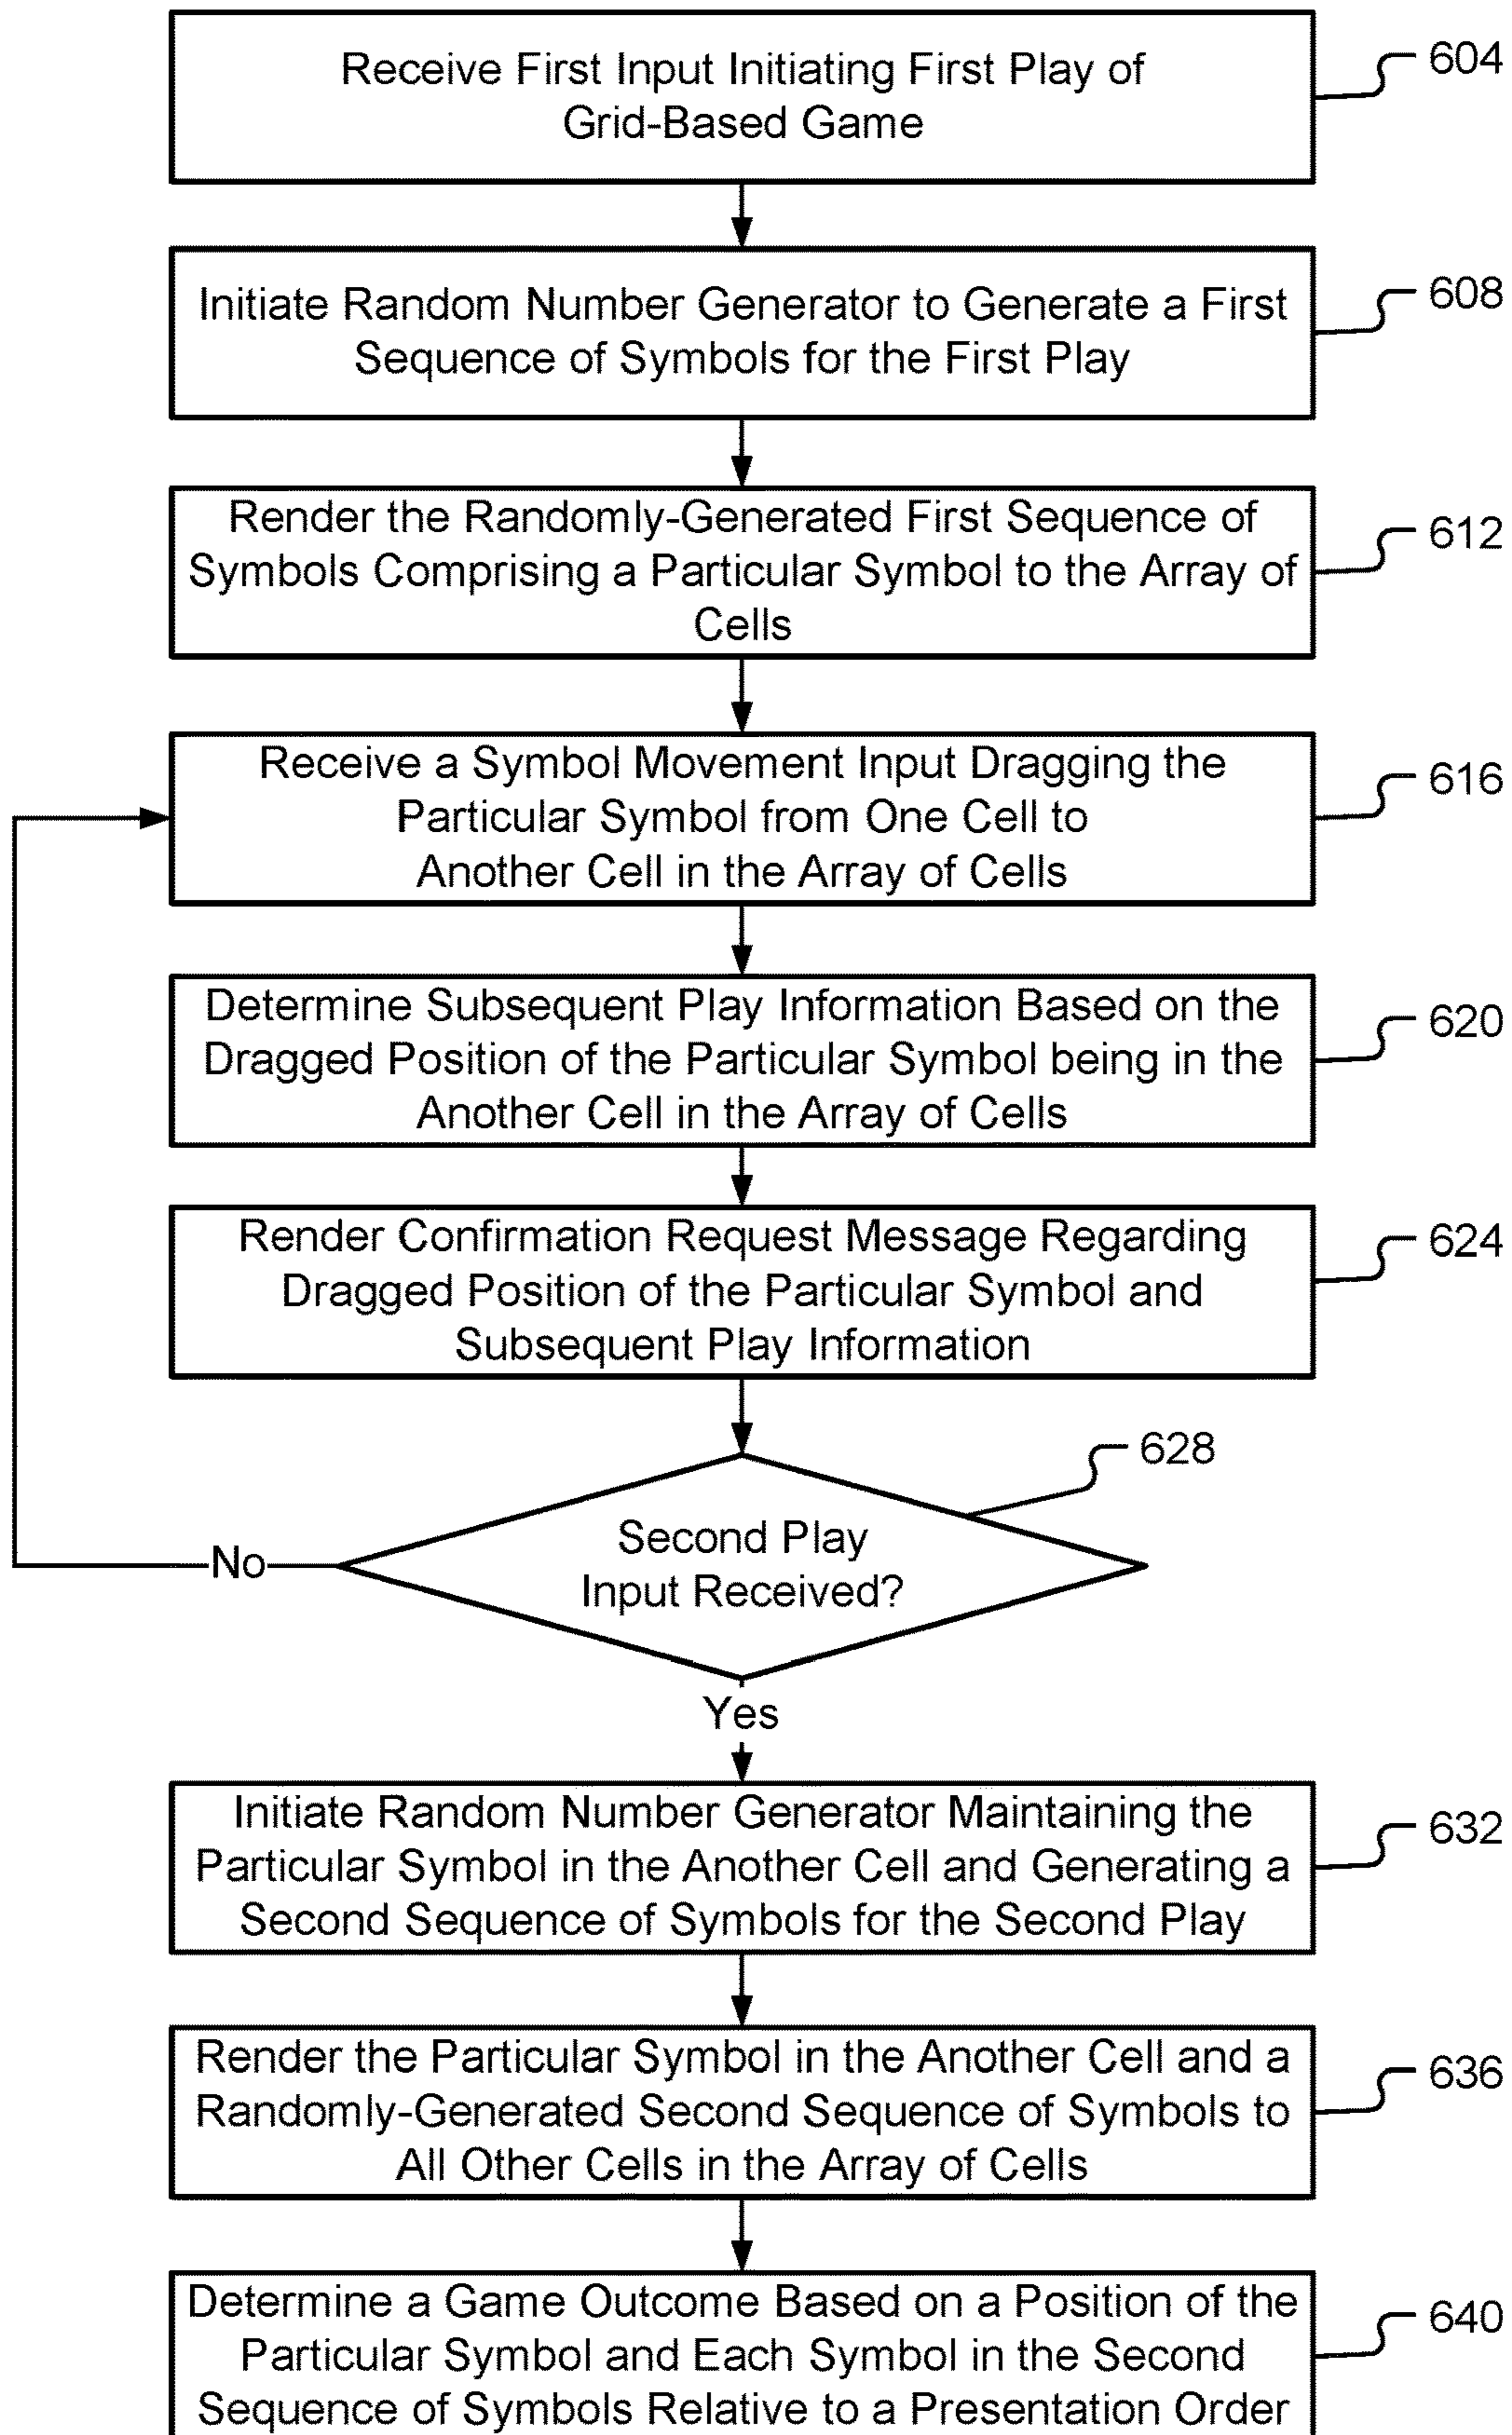 Receive First Input Initiating First Play of
Grid-Based Game
604
Initiate Random Number Generator to Generate a First
Sequence of Symbols for the First Play
608
Render the Randomly-Generated First Sequence of
Symbols Comprising a Particular Symbol to the Array of
Cells
612
Receive a Symbol Movement Input Dragging the
Particular Symbol from One Cell to
Another Cell in the Array of Cells
616
Determine Subsequent Play Information Based on the
Dragged Position of the Particular Symbol being in the
Another Cell in the Array of Cells
620
Render Confirmation Request Message Regarding
Dragged Position of the Particular Symbol and
Subsequent Play Information
624
628
Second Play
Input Received?
No
Yes
Initiate Random Number Generator Maintaining the
Particular Symbol in the Another Cell and Generating a
Second Sequence of Symbols for the Second Play
632
Render the Particular Symbol in the Another Cell and a
Randomly-Generated Second Sequence of Symbols to
All Other Cells in the Array of Cells
636
Determine a Game Outcome Based on a Position of the
Particular Symbol and Each Symbol in the Second
Sequence of Symbols Relative to a Presentation Order
640